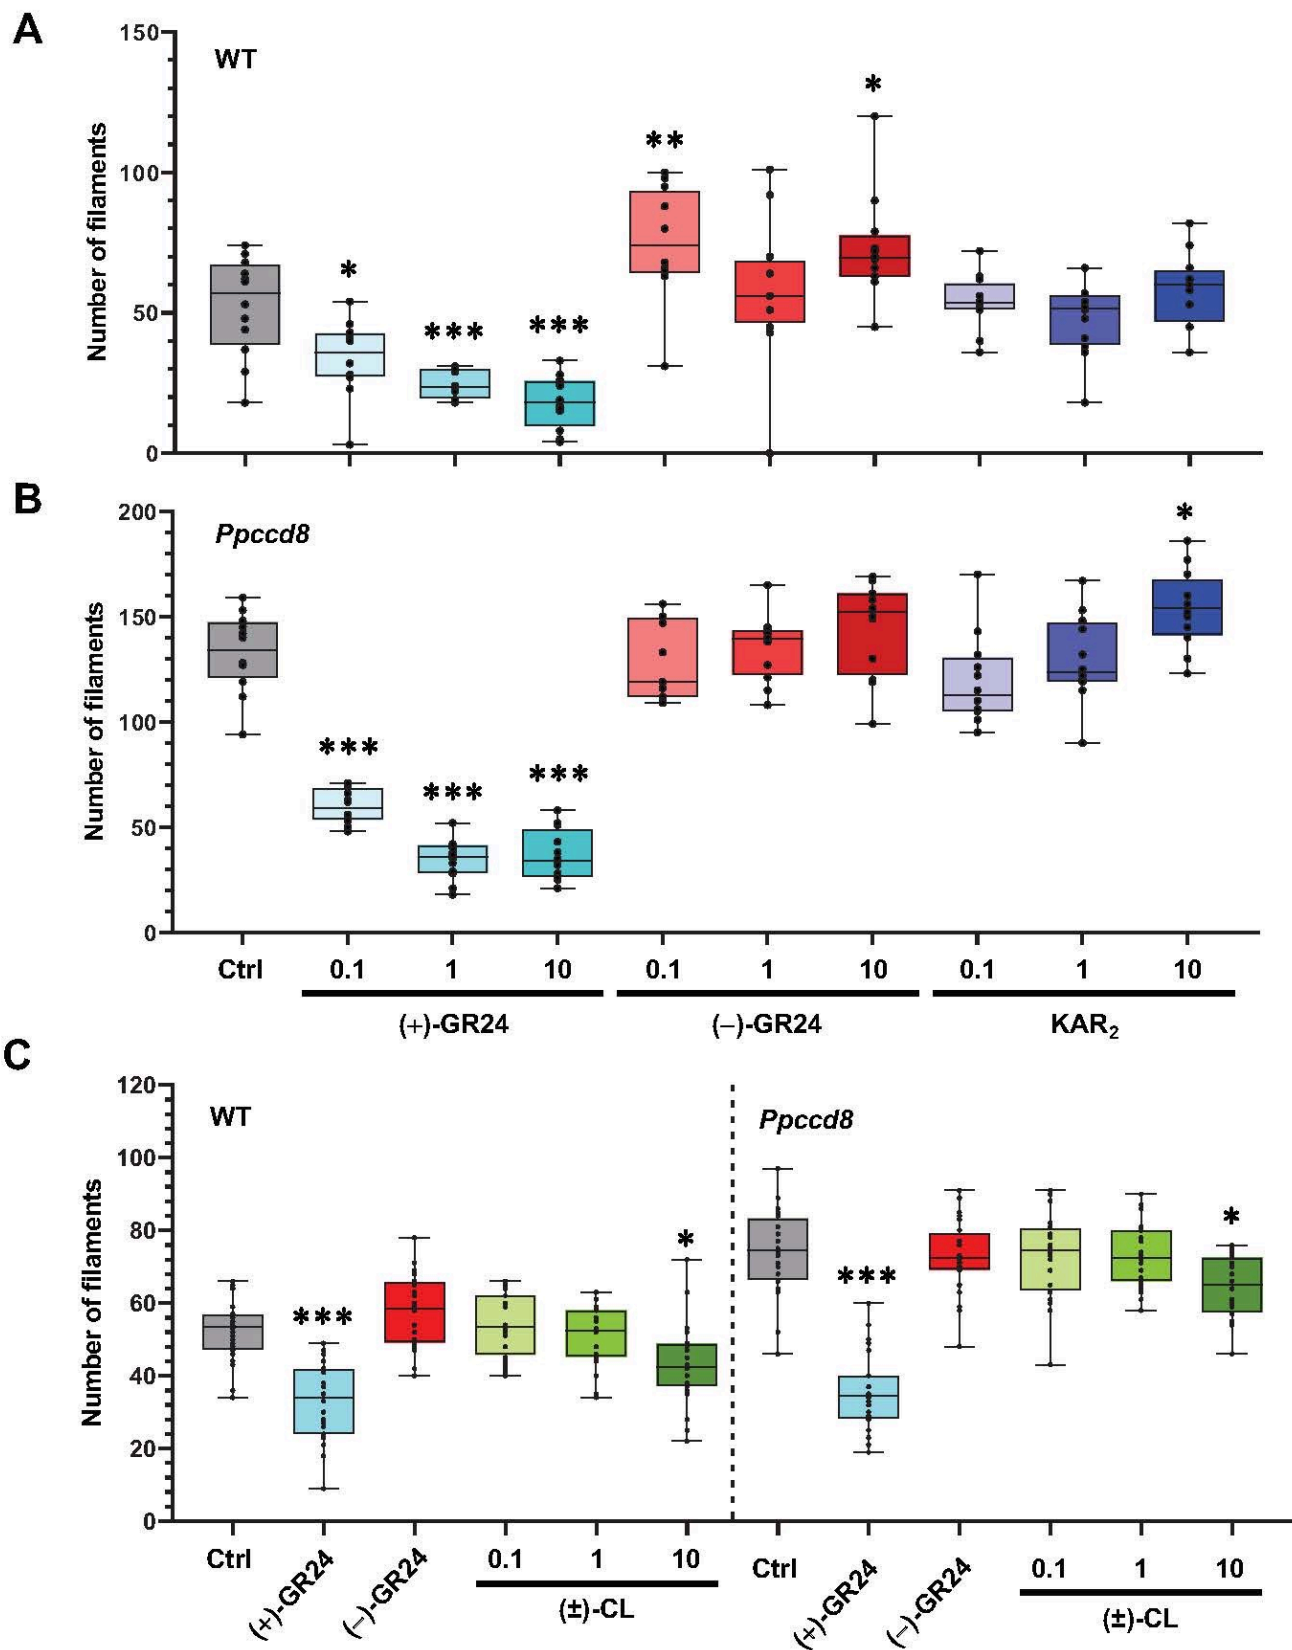 A
WT
Number of filaments
150
100
50
0
*
***
***
**
*
B
Ppccd8
Number of filaments
200
150
100
50
0
***
***
***
*
Ctrl 0.1 1 10 0.1 1 10 0.1 1 10
(+)-GR24 (−)-GR24 KAR₂
C
WT
Ppccd8
Number of filaments
120
100
80
60
40
20
0
***
*
***
*
Ctrl (+)-GR24 (−)-GR24 0.1 1 10 Ctrl (+)-GR24 (−)-GR24 0.1 1 10
(±)-CL (±)-CL